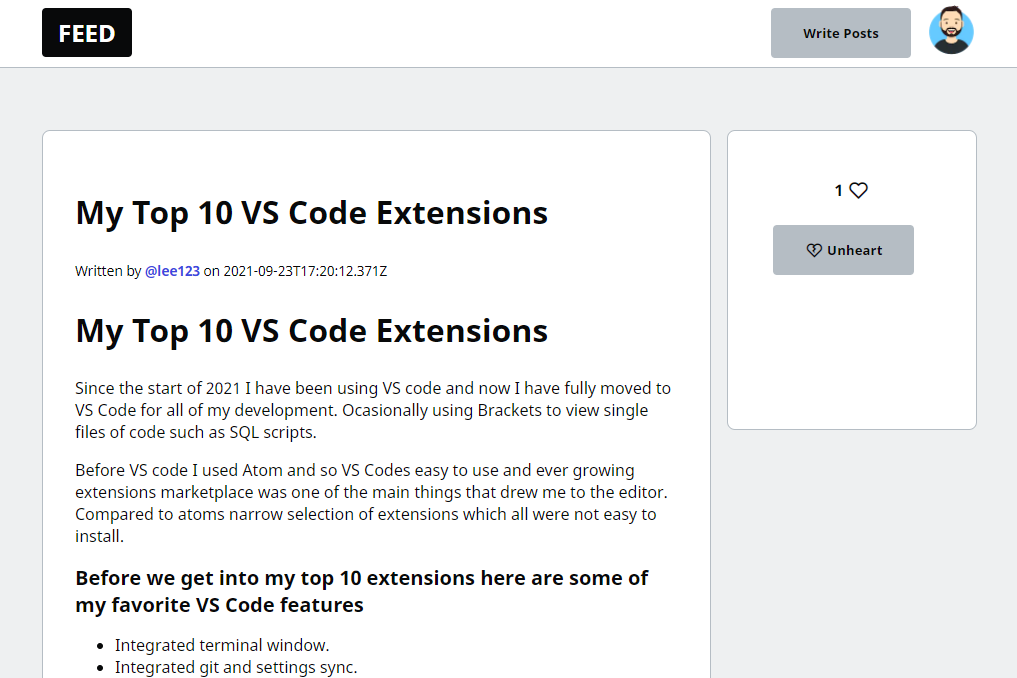 FEED
Write Posts
My Top 10 VS Code Extensions
Written by @lee123 on 2021-09-23T17:20:12.371Z
1
Unheart
My Top 10 VS Code Extensions
Since the start of 2021 I have been using VS code and now I have fully moved to
VS Code for all of my development. Ocasionally using Brackets to view single
files of code such as SQL scripts.
Before VS code I used Atom and so VS Codes easy to use and ever growing
extensions marketplace was one of the main things that drew me to the editor.
Compared to atoms narrow selection of extensions which all were not easy to
install.
Before we get into my top 10 extensions here are some of
my favorite VS Code features
Integrated terminal window.
Integrated git and settings sync.